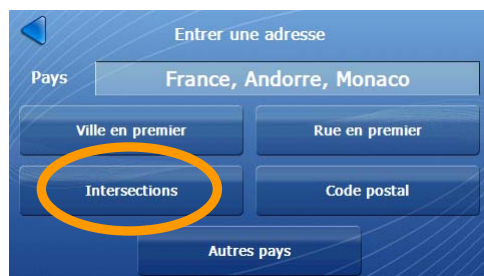 Entrer une adresse
Pays France, Andorre, Monaco
Ville en premier Rue en premier
Intersections Code postal
Autres pays